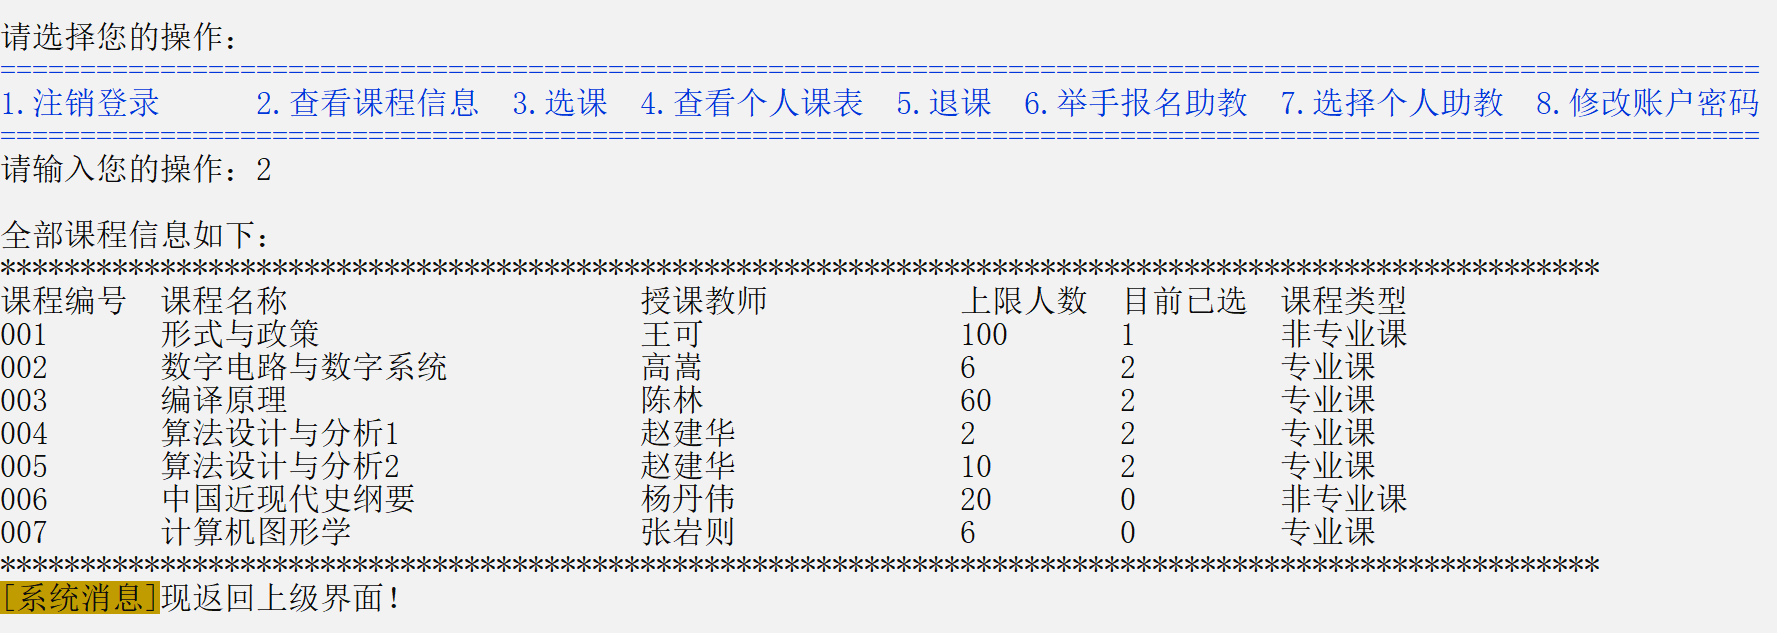 请选择您的操作：
==============================================================================================================
1.注销登录      2.查看课程信息  3.选课  4.查看个人课表  5.退课  6.举手报名助教  7.选择个人助教  8.修改账户密码
==============================================================================================================
请输入您的操作：2
全部课程信息如下：
****************************************************************************************************
课程编号  课程名称                      授课教师            上限人数  目前已选  课程类型
001       形式与政策                    王可                100       1         非专业课
002       数字电路与数字系统            高嵩                6         2         专业课
003       编译原理                      陈林                60        2         专业课
004       算法设计与分析1               赵建华              2         2         专业课
005       算法设计与分析2               赵建华              10        2         专业课
006       中国近现代史纲要              杨丹伟              20        0         非专业课
007       计算机图形学                  张岩则              6         0         专业课
****************************************************************************************************
[系统消息]现返回上级界面！